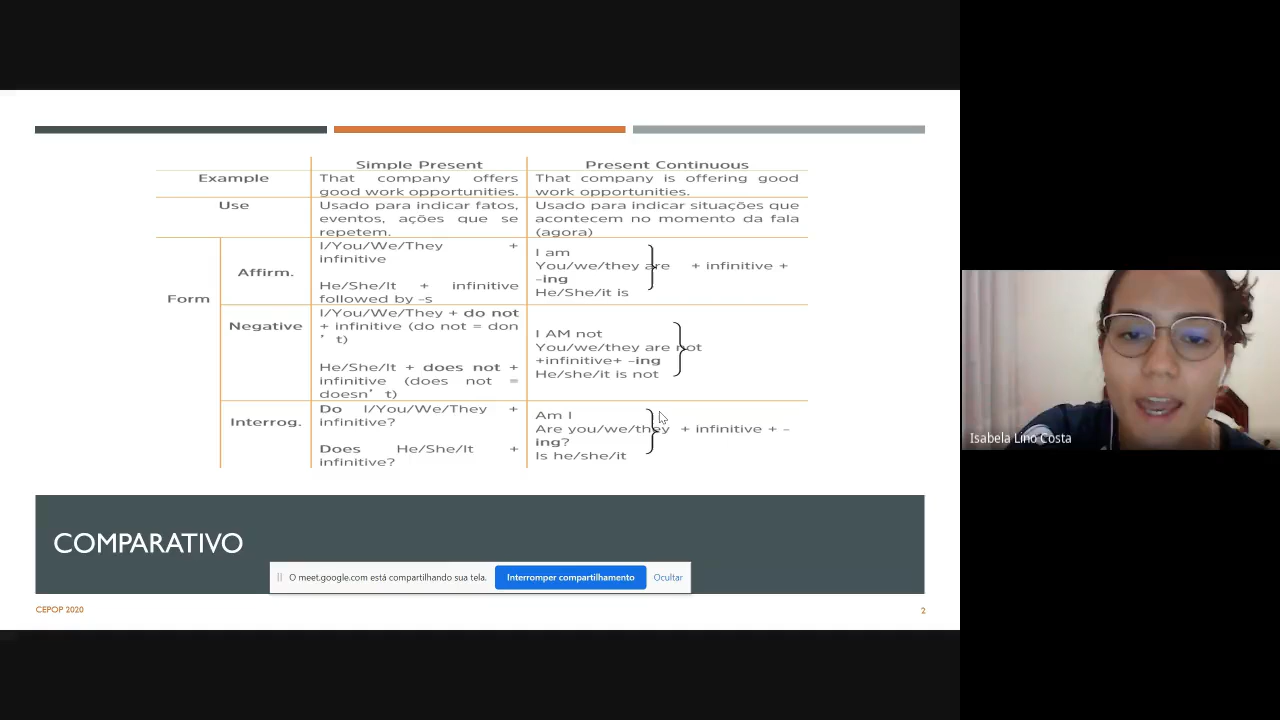 Simple Present
Present Continuous
Example
That company offers
good work opportunities.
That company is offering good
work opportunities.
Use
Usado para indicar fatos,
eventos, ações que se
repetem.
Usado para indicar situações que
acontecem no momento da fala
(agora)
Form
Affirm.
I/You/We/They +
infinitive
He/She/It + infinitive
followed by –s
I am
You/we/they are + infinitive +
–ing
He/She/it is
Negative
I/You/We/They + do not
+ infinitive (do not = don
’ t)
He/She/It + does not +
infinitive (does not =
doesn’ t)
I AM not
You/we/they are not
+infinitive+ –ing
He/she/it is not
Interrog.
Do I/You/We/They +
infinitive?
Does He/She/It +
infinitive?
Am I
Are you/we/they + infinitive + –
ing?
Is he/she/it
COMPARATIVO
O meet.google.com está compartilhando sua tela.
Interromper compartilhamento
Ocultar
CEPOP 2020
2
Isabela Lino Costa